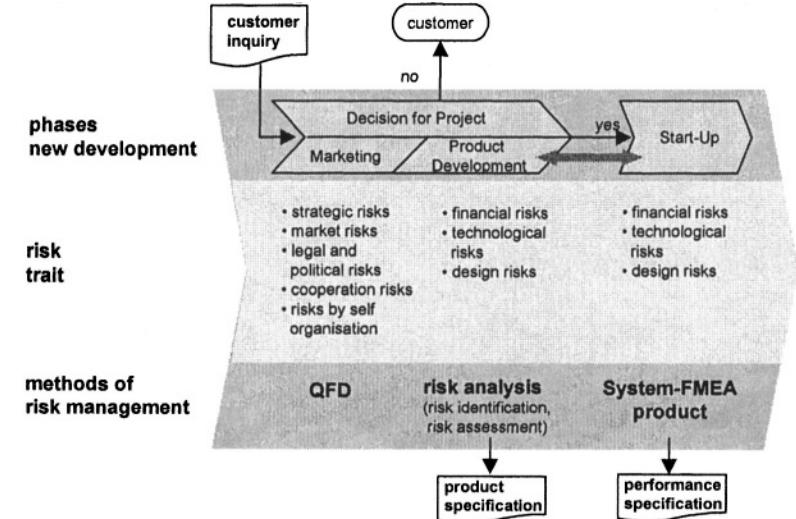 customer
inquiry
customer
no
phases
new development
Decision for Project
Marketing
Product
Development
yes
Start-Up
risk
trait
• strategic risks
• market risks
• legal and
political risks
• cooperation risks
• risks by self
organisation
• financial risks
• technological
risks
• design risks
• financial risks
• technological
risks
• design risks
methods of
risk management
QFD
risk analysis
(risk identification,
risk assessment)
System-FMEA
product
product
specification
performance
specification